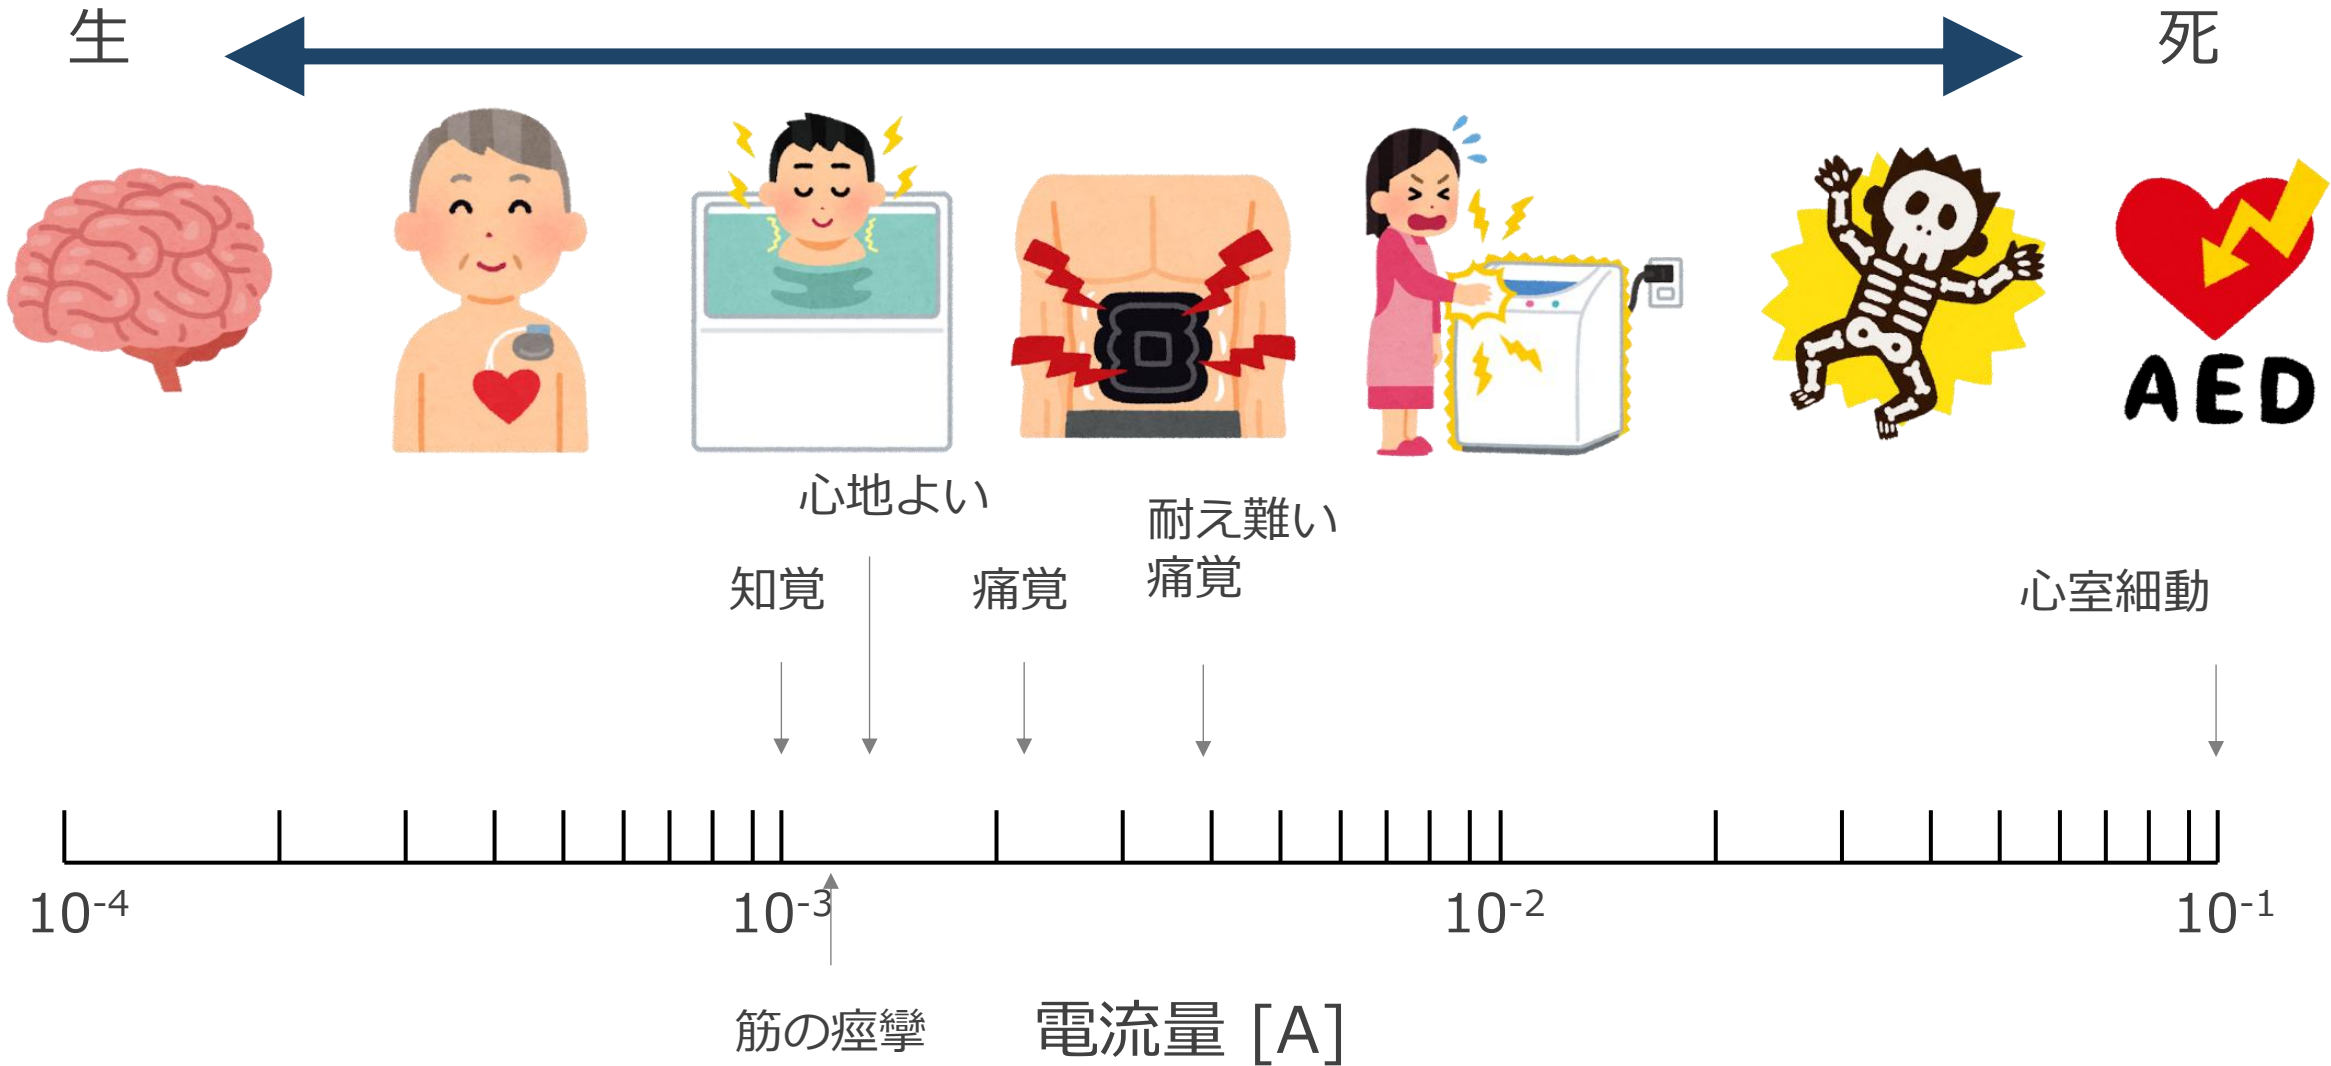 生
死
AED
心地よい
耐え難い
痛覚
知覚
痛覚
心室細動
10-4
10-3
10-2
10-1
筋の痙攣
電流量 [A]